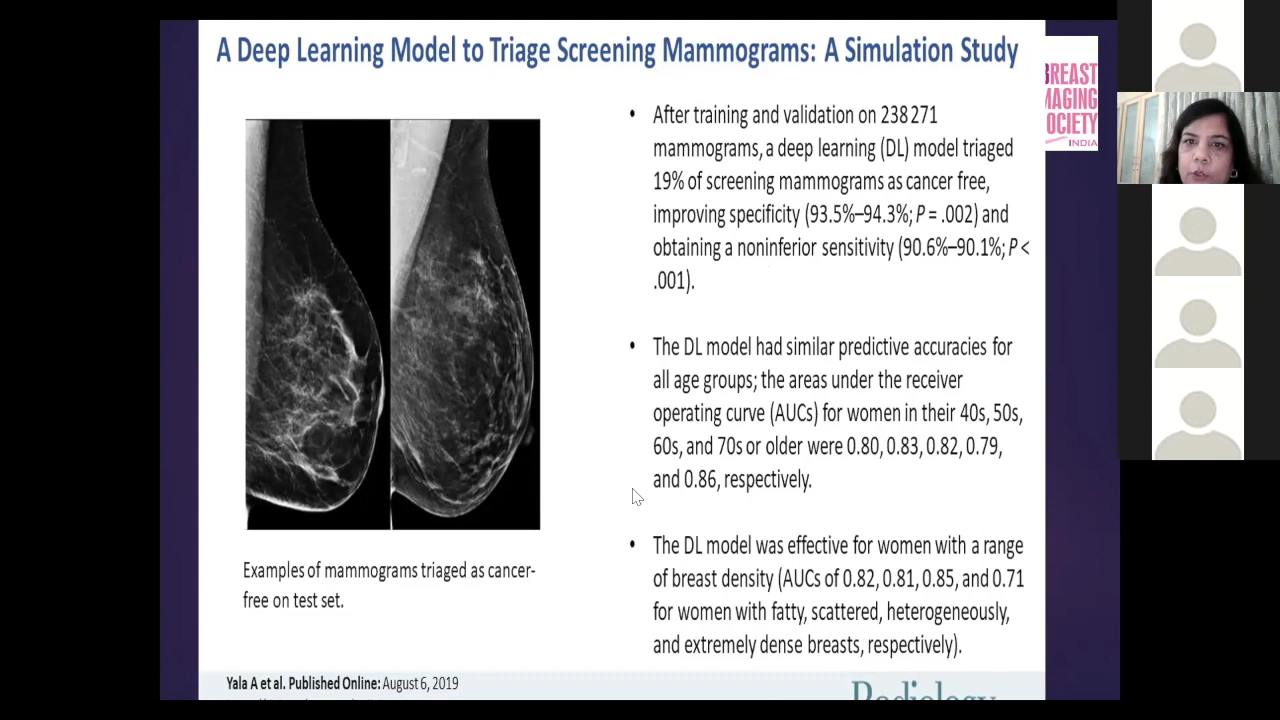 A Deep Learning Model to Triage Screening Mammograms: A Simulation Study
BREAST
IMAGING
SOCIETY
INDIA
• After training and validation on 238 271
mammograms, a deep learning (DL) model triaged
19% of screening mammograms as cancer free,
improving specificity (93.5%–94.3%; P = .002) and
obtaining a noninferior sensitivity (90.6%–90.1%; P <
.001).
• The DL model had similar predictive accuracies for
all age groups; the areas under the receiver
operating curve (AUCs) for women in their 40s, 50s,
60s, and 70s or older were 0.80, 0.83, 0.82, 0.79,
and 0.86, respectively.
• The DL model was effective for women with a range
of breast density (AUCs of 0.82, 0.81, 0.85, and 0.71
for women with fatty, scattered, heterogeneously,
and extremely dense breasts, respectively).
Examples of mammograms triaged as cancer-
free on test set.
Yala A et al. Published Online: August 6, 2019
Radiology